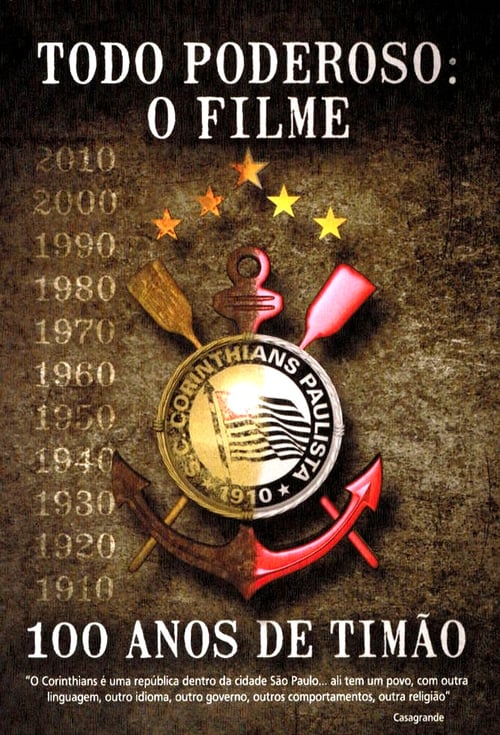 TODO PODEROSO:
O FILME
2010
2000
1990
1980
1970
1960
1950
1940
1930
1920
1910
S.C. CORINTHIANS PAULISTA
★ 1910 ★
100 ANOS DE TIMÃO
"O Corinthians é uma república dentro da cidade São Paulo... ali tem um povo, com outra
linguagem, outro idioma, outro governo, outros comportamentos, outra religião"
Casagrande